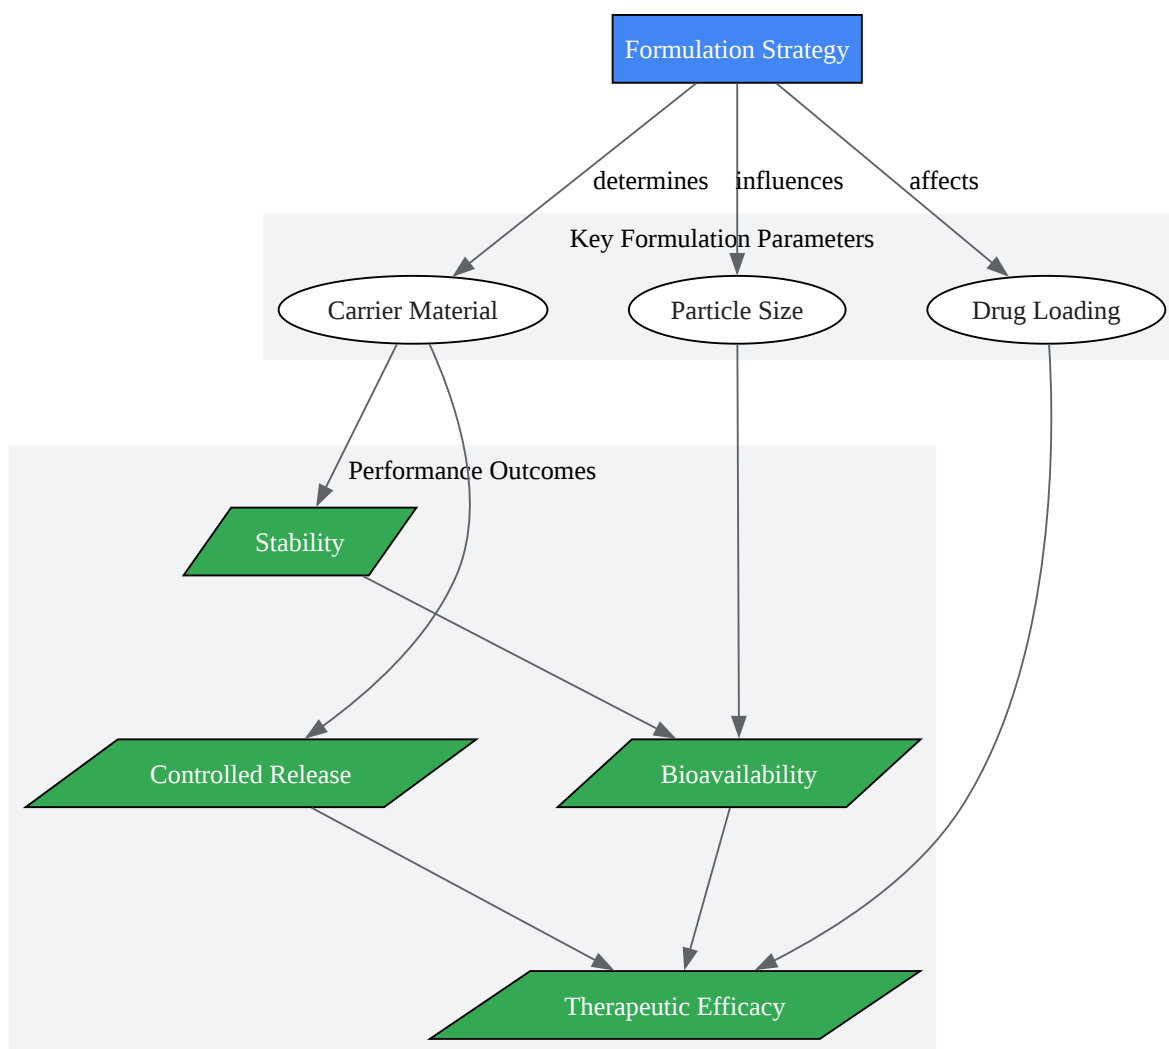 Formulation Strategy
determines
influences
affects
Key Formulation Parameters
Carrier Material
Particle Size
Drug Loading
Performance Outcomes
Stability
Controlled Release
Bioavailability
Therapeutic Efficacy